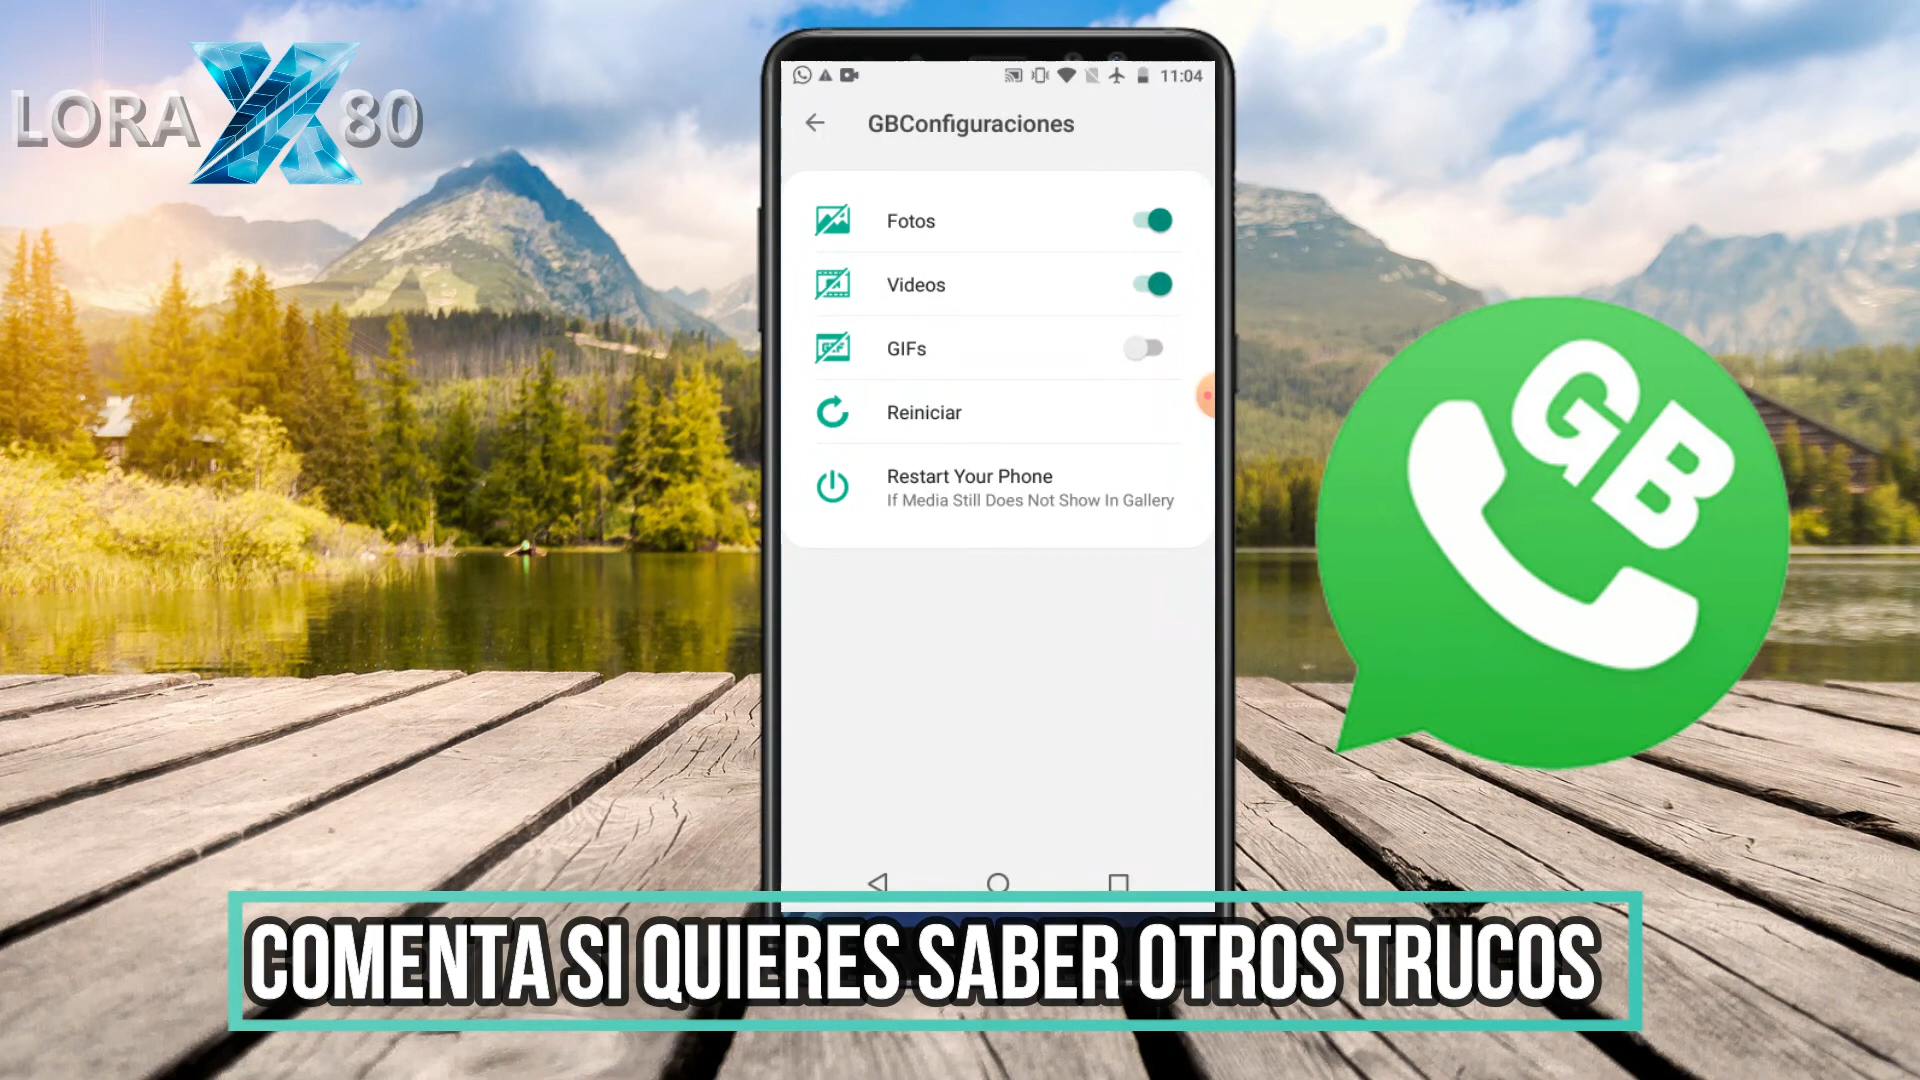 LORA X 80
11:04
GBConfiguraciones
Fotos
Videos
GIF
GIFs
Reiniciar
Restart Your Phone
If Media Still Does Not Show In Gallery
GB
COMENTA SI QUIERES SABER OTROS TRUCOS